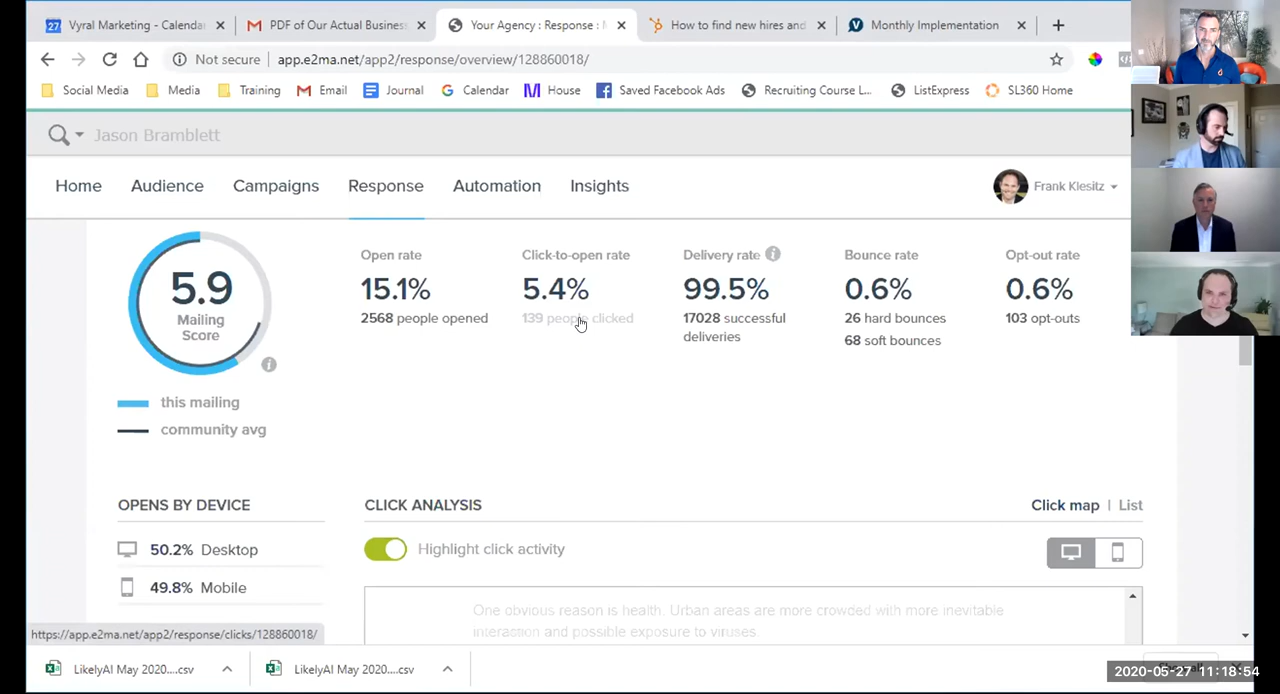 27 Vyral Marketing - Calenda
PDF of Our Actual Business
Your Agency : Response : M
How to find new hires and
Monthly Implementation
Not secure
app.e2ma.net/app2/response/overview/128860018/
Social Media
Media
Training
Email
Journal
Calendar
House
Saved Facebook Ads
Recruiting Course L...
ListExpress
SL360 Home
Jason Bramblett
Home
Audience
Campaigns
Response
Automation
Insights
Frank Klesitz
5.9
Mailing
Score
this mailing
community avg
Open rate
15.1%
2568 people opened
Click-to-open rate
5.4%
139 people clicked
Delivery rate
99.5%
17028 successful
deliveries
Bounce rate
0.6%
26 hard bounces
68 soft bounces
Opt-out rate
0.6%
103 opt-outs
OPENS BY DEVICE
50.2% Desktop
49.8% Mobile
CLICK ANALYSIS
Click map | List
Highlight click activity
One obvious reason is health. Urban areas are more crowded with more inevitable
interaction and possible exposure to viruses.
https://app.e2ma.net/app2/response/clicks/128860018/
LikelyAI May 2020....csv
LikelyAI May 2020....csv
2020-05-27 11:18:54